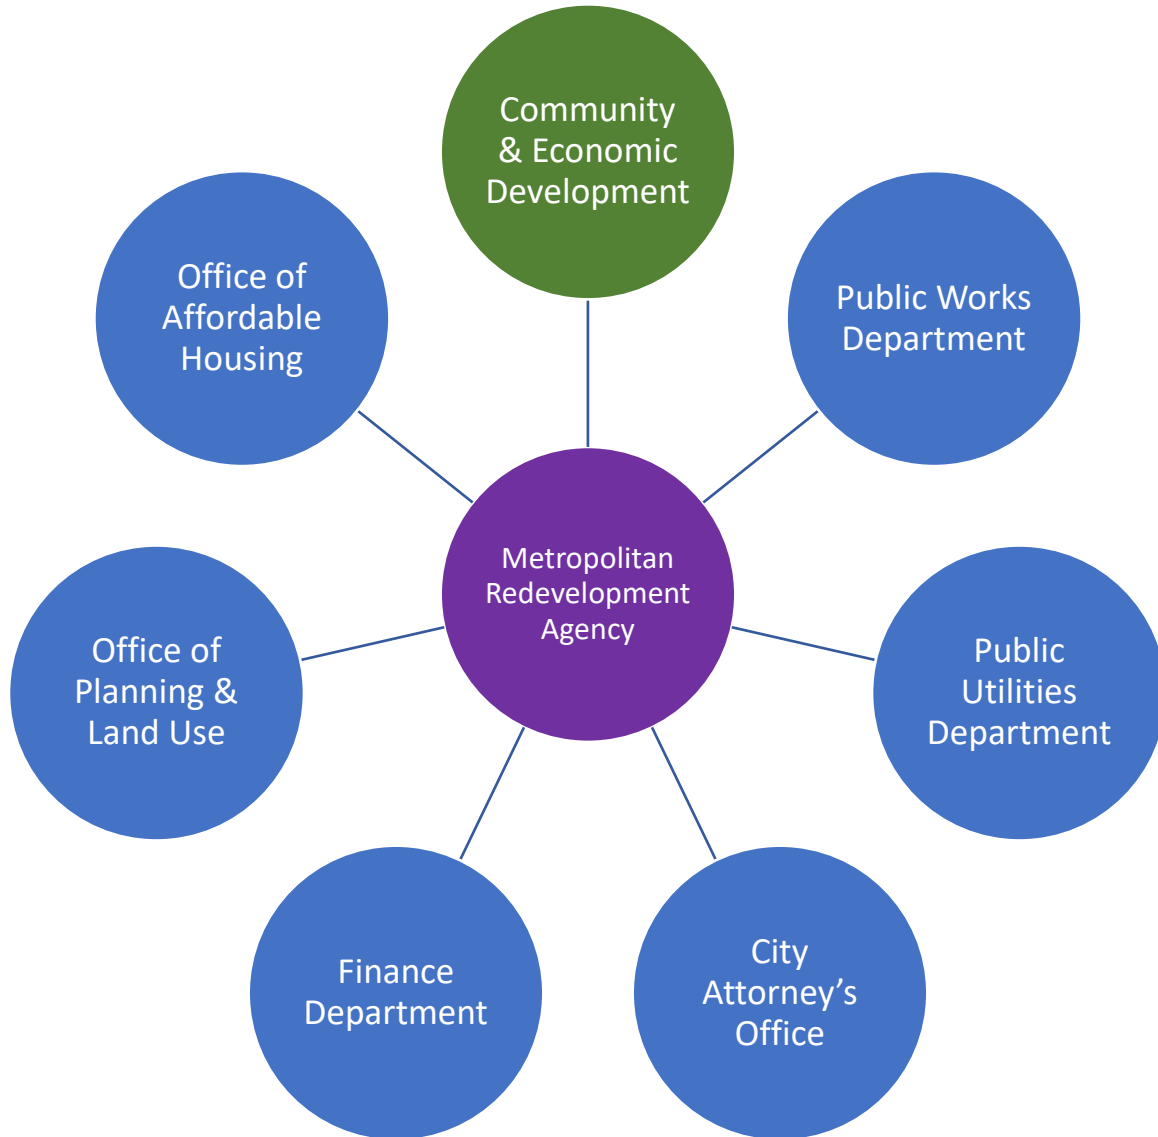 Community
& Economic
Development
Office of
Affordable
Housing
Public Works
Department
Metropolitan
Redevelopment
Agency
Office of
Planning &
Land Use
Public
Utilities
Department
Finance
Department
City
Attorney’s
Office